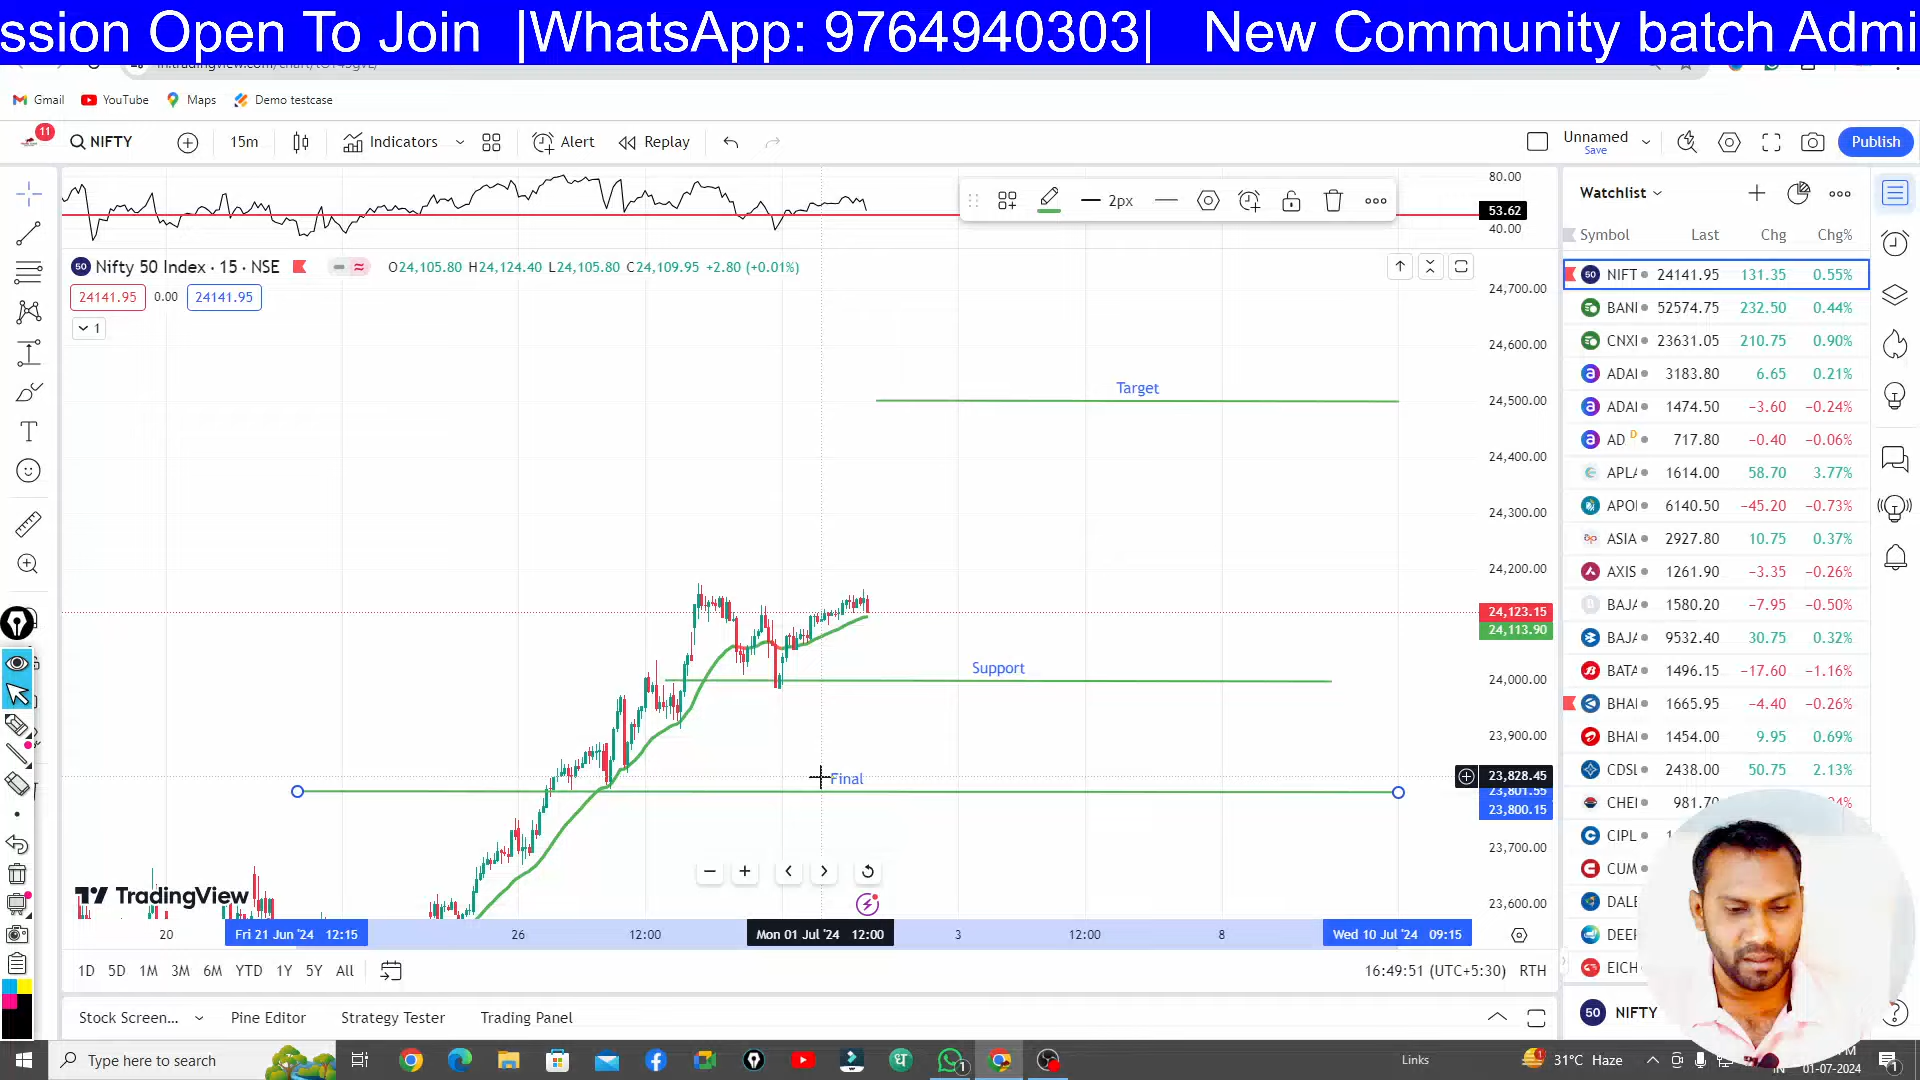 ssion Open To Join |WhatsApp: 9764940303| New Community batch Admi
Gmail YouTube Maps Demo testcase
11
NIFTY 15m Indicators Alert Replay Unnamed Publish
Save
80.00
2px
53.62
40.00
Watchlist
Symbol Last Chg Chg%
50 Nifty 50 Index · 15 · NSE O24,105.80 H24,124.40 L24,105.80 C24,109.95 +2.80 (+0.01%)
24141.95 0.00 24141.95
1
24,700.00
24,600.00
Target
24,500.00
24,400.00
24,300.00
24,200.00
24,123.15
24,113.90
Support
24,000.00
23,900.00
Final
23,828.45
23,801.55
23,800.15
23,700.00
23,600.00
50 NIFT 24141.95 131.35 0.55%
BANI 52574.75 232.50 0.44%
CNXI 23631.05 210.75 0.90%
ADAI 3183.80 6.65 0.21%
ADAI 1474.50 −3.60 −0.24%
AD D 717.80 −0.40 −0.06%
APLA 1614.00 58.70 3.77%
APOI 6140.50 −45.20 −0.73%
ASIA 2927.80 10.75 0.37%
AXIS 1261.90 −3.35 −0.26%
BAJA 1580.20 −7.95 −0.50%
BAJA 9532.40 30.75 0.32%
BATA 1496.15 −17.60 −1.16%
BHAI 1665.95 −4.40 −0.26%
BHAI 1454.00 9.95 0.69%
CDSL 2438.00 50.75 2.13%
CHEI 981.70
CIPL
CUM
DALE
DEEI
EICH
50 NIFTY
TradingView
20 Fri 21 Jun '24 12:15 26 12:00 Mon 01 Jul '24 12:00 3 12:00 8 Wed 10 Jul '24 09:15
1D 5D 1M 3M 6M YTD 1Y 5Y All 16:49:51 (UTC+5:30) RTH
Stock Screen... Pine Editor Strategy Tester Trading Panel
Type here to search Links 31°C Haze
01-07-2024